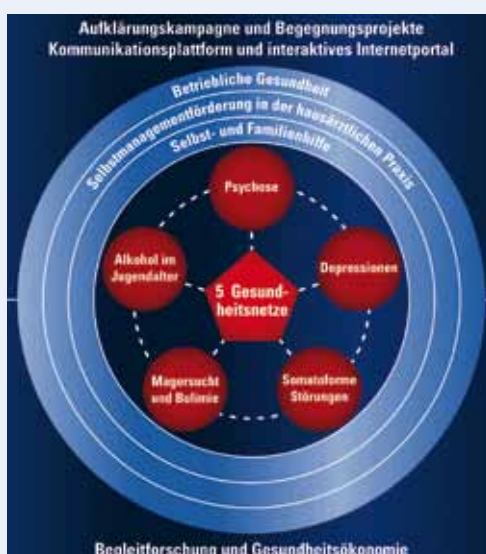 Aufklärungskampagne und Begegnungsprojekte
Kommunikationsplattform und interaktives Internetportal
Betriebliche Gesundheit
Selbstmanagementförderung in der hausärztlichen Praxis
Selbst- und Familienhilfe
Psychose
Alkohol im
Jugendalter
Depressionen
5 Gesund-
heitsnetze
Magersucht
und Bulimie
Somatoforme
Störungen
Begleitforschung und Gesundheitsökonomie